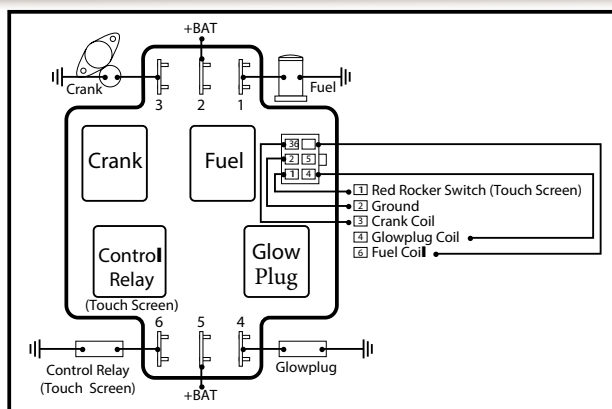 +BAT
Crank
Fuel
3 2 1
Crank
Fuel
36
2 5
1 4
1 Red Rocker Switch (Touch Screen)
2 Ground
3 Crank Coil
4 Glowplug Coil
6 Fuel Coil
Control
Relay
(Touch Screen)
Glow
Plug
6 5 4
Control Relay
(Touch Screen)
Glowplug
+BAT